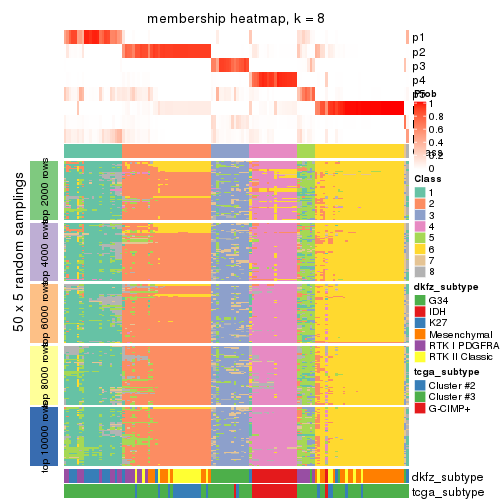 membership heatmap, k = 8
p1
p2
p3
p4
Prob
1
0.8
0.6
0.4
0.2
0
Class
1
2
3
4
5
6
7
8
dkfz_subtype
G34
IDH
K27
Mesenchymal
RTK I PDGFRA
RTK II Classic
tcga_subtype
Cluster #2
Cluster #3
G-CIMP+
50 x 5 random samplings
top 2000 rows
top 4000 rows
top 6000 rows
top 8000 rows
top 10000 rows
dkfz_subtype
tcga_subtype